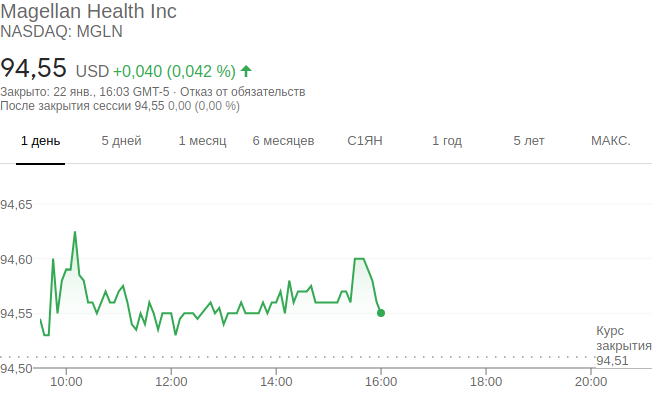 Magellan Health Inc
NASDAQ: MGLN
94,55 USD +0,040 (0,042 %)
Закрыто: 22 янв., 16:03 GMT-5 · Отказ от обязательств
После закрытия сессии 94,55 0,00 (0,00 %)
1 день 5 дней 1 месяц 6 месяцев С1ЯН 1 год 5 лет МАКС.
94,65
94,60
94,55
Курс
закрытия
94,51
94,50
10:00 12:00 14:00 16:00 18:00 20:00